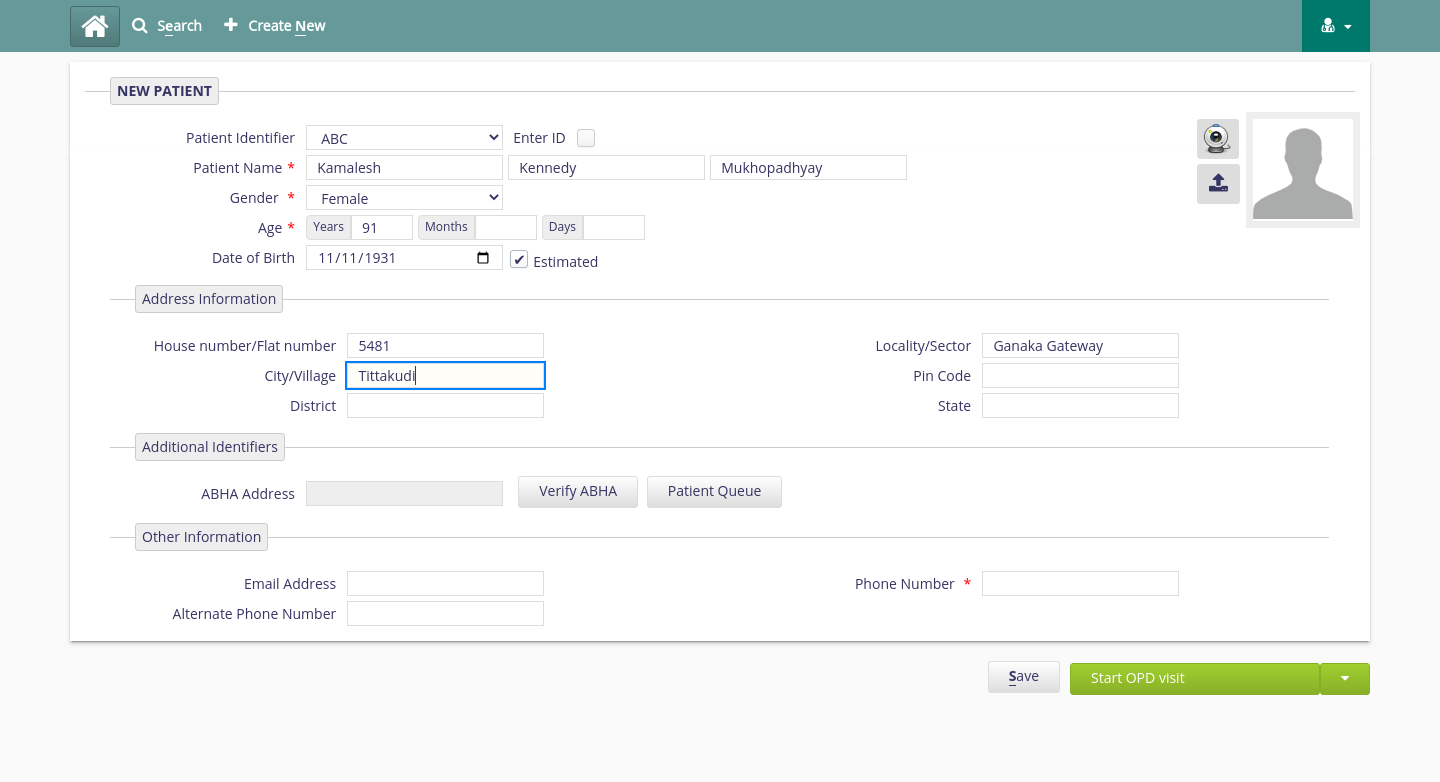 Search Create New
NEW PATIENT
Patient Identifier ABC Enter ID
Patient Name * Kamalesh Kennedy Mukhopadhyay
Gender * Female
Age * Years 91 Months Days
Date of Birth 11/11/1931 ✔ Estimated
Address Information
House number/Flat number 5481 Locality/Sector Ganaka Gateway
City/Village Tittakudi Pin Code
District State
Additional Identifiers
ABHA Address Verify ABHA Patient Queue
Other Information
Email Address Phone Number *
Alternate Phone Number
Save Start OPD visit